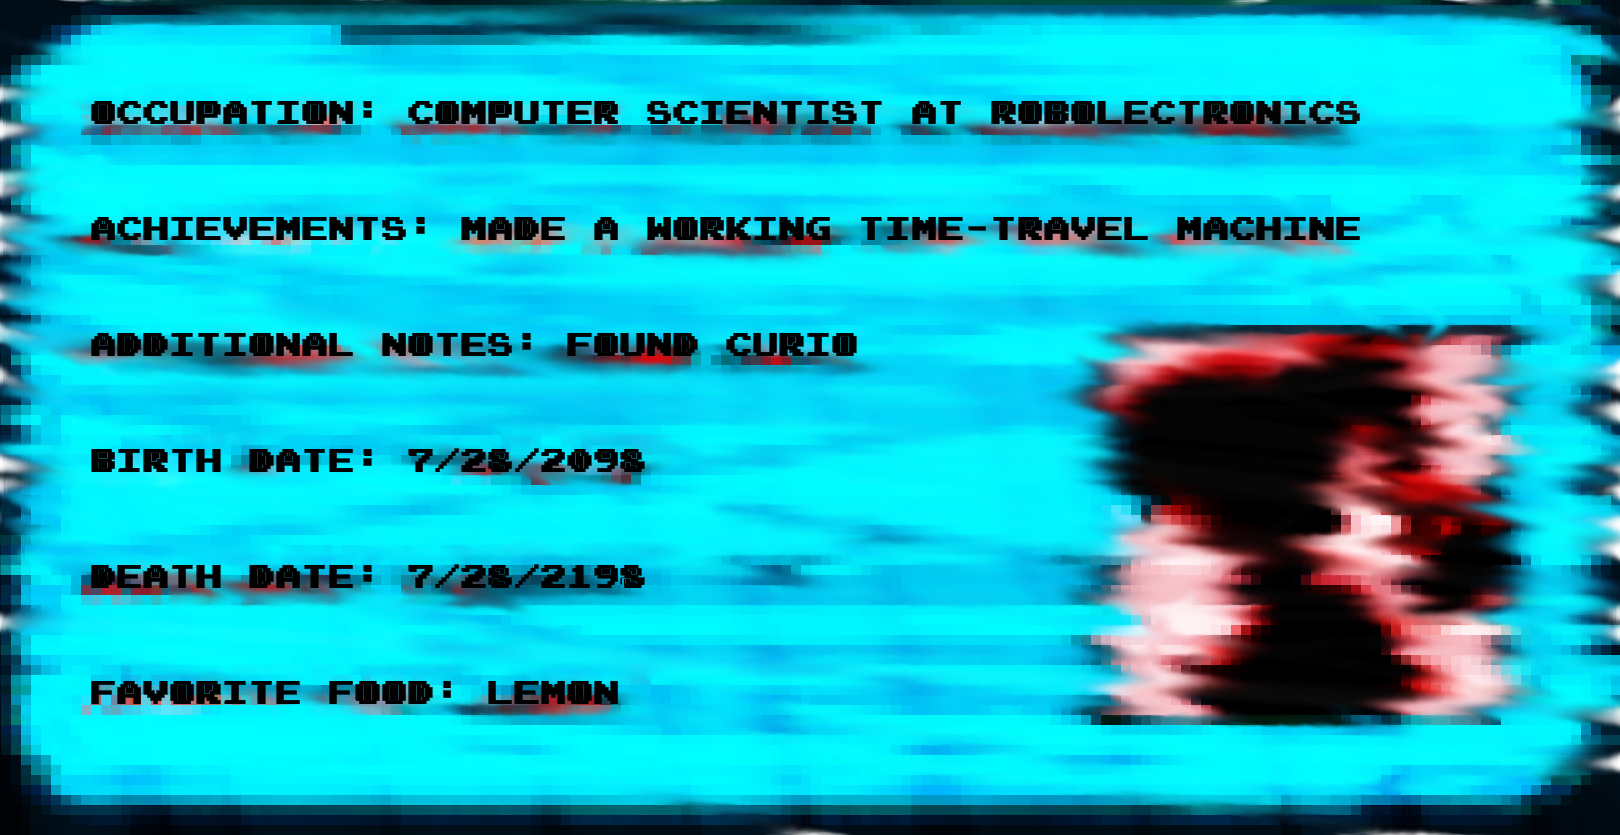 OCCUPATION: COMPUTER SCIENTIST AT ROBOLECTRONICS
ACHIEVEMENTS: MADE A WORKING TIME-TRAVEL MACHINE
ADDITIONAL NOTES: FOUND CURIO
BIRTH DATE: 7/28/2098
DEATH DATE: 7/28/2198
FAVORITE FOOD: LEMON